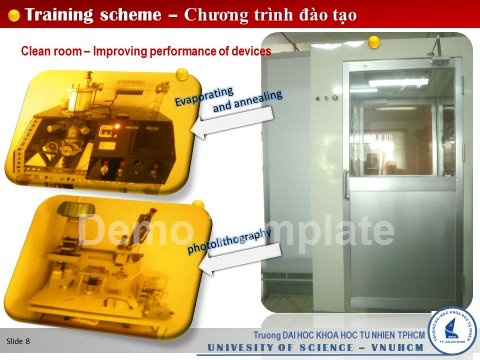 Training scheme – Chương trình đào tạo
Clean room – Improving performance of devices
Evaporating
and annealing
photolithography
Demo Template
Slide 8
Truong DAI HOC KHOA HOC TU NHIEN TPHCM
UNIVESITY OF SCIENCE – VNUHCM